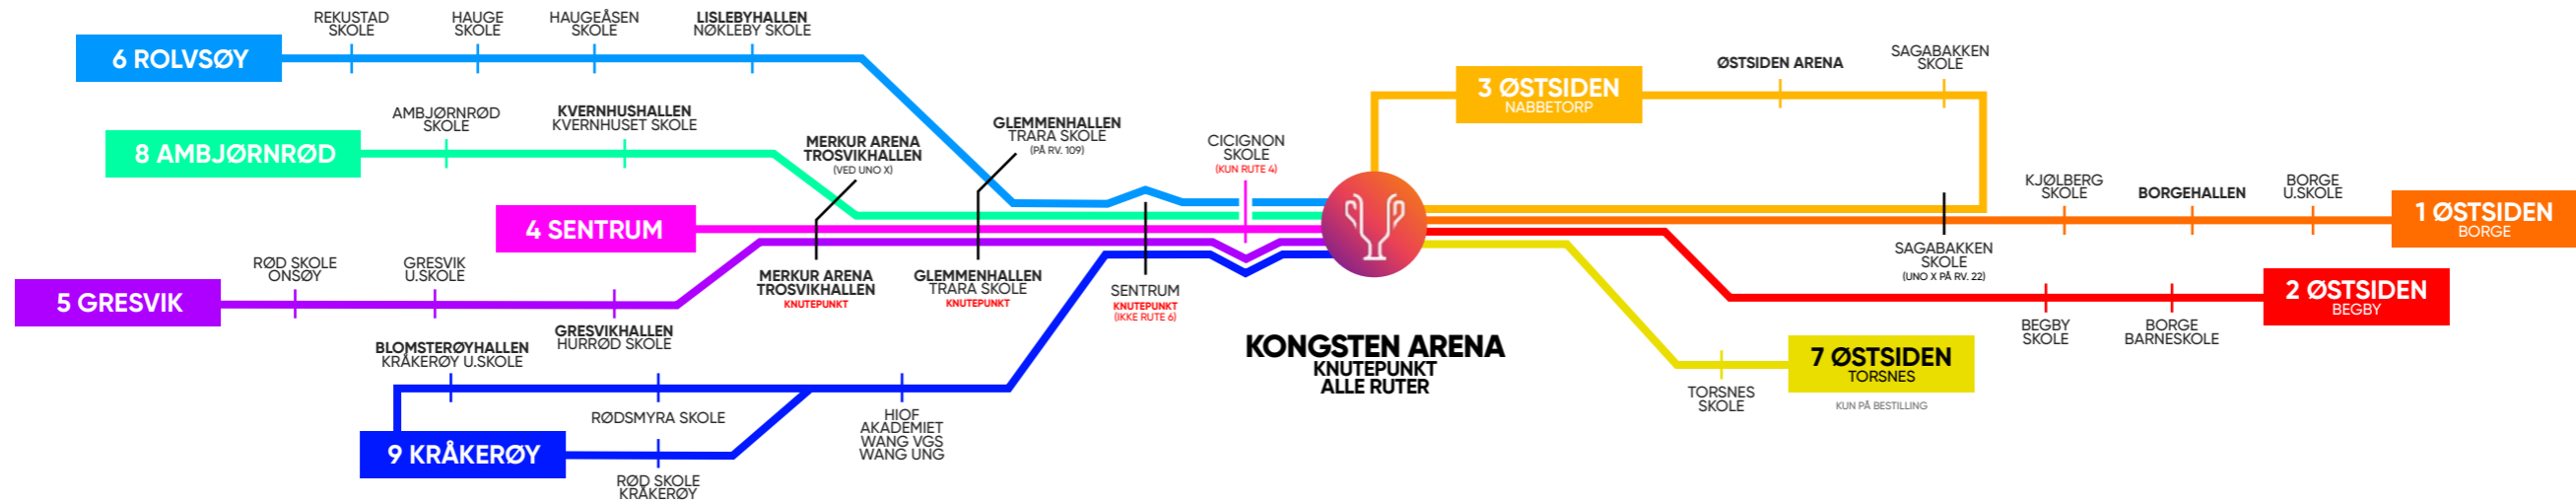 REKUSTAD
SKOLE
HAUGE
SKOLE
HAUGEÅSEN
SKOLE
LISLEBYHALLEN
NØKLEBY SKOLE
6 ROLVSØY
AMBJØRNRØD
SKOLE
KVERNHUSHALLEN
KVERNHUSET SKOLE
8 AMBJØRNRØD
MERKUR ARENA
TROSVIKHALLEN
(VED UNO X)
GLEMMENHALLEN
TRARA SKOLE
(PÅ RV. 109)
CICIGNON
SKOLE
(KUN RUTE 4)
4 SENTRUM
RØD SKOLE
ONSØY
GRESVIK
U.SKOLE
5 GRESVIK
GRESVIKHALLEN
HURRØD SKOLE
MERKUR ARENA
TROSVIKHALLEN
KNUTEPUNKT
GLEMMENHALLEN
TRARA SKOLE
KNUTEPUNKT
SENTRUM
KNUTEPUNKT
(IKKE RUTE 6)
BLOMSTERØYHALLEN
KRÅKERØY U.SKOLE
RØDSMYRA SKOLE
9 KRÅKERØY
RØD SKOLE
KRÅKERØY
HIOF
AKADEMIET
WANG VGS
WANG UNG
KONGSTEN ARENA
KNUTEPUNKT
ALLE RUTER
3 ØSTSIDEN
NABBETORP
ØSTSIDEN ARENA
SAGABAKKEN
SKOLE
KJØLBERG
SKOLE
BORGEHALLEN
BORGE
U.SKOLE
1 ØSTSIDEN
BORGE
SAGABAKKEN
SKOLE
(UNO X PÅ RV. 22)
2 ØSTSIDEN
BEGBY
BEGBY
SKOLE
BORGE
BARNESKOLE
7 ØSTSIDEN
TORSNES
KUN PÅ BESTILLING
TORSNES
SKOLE